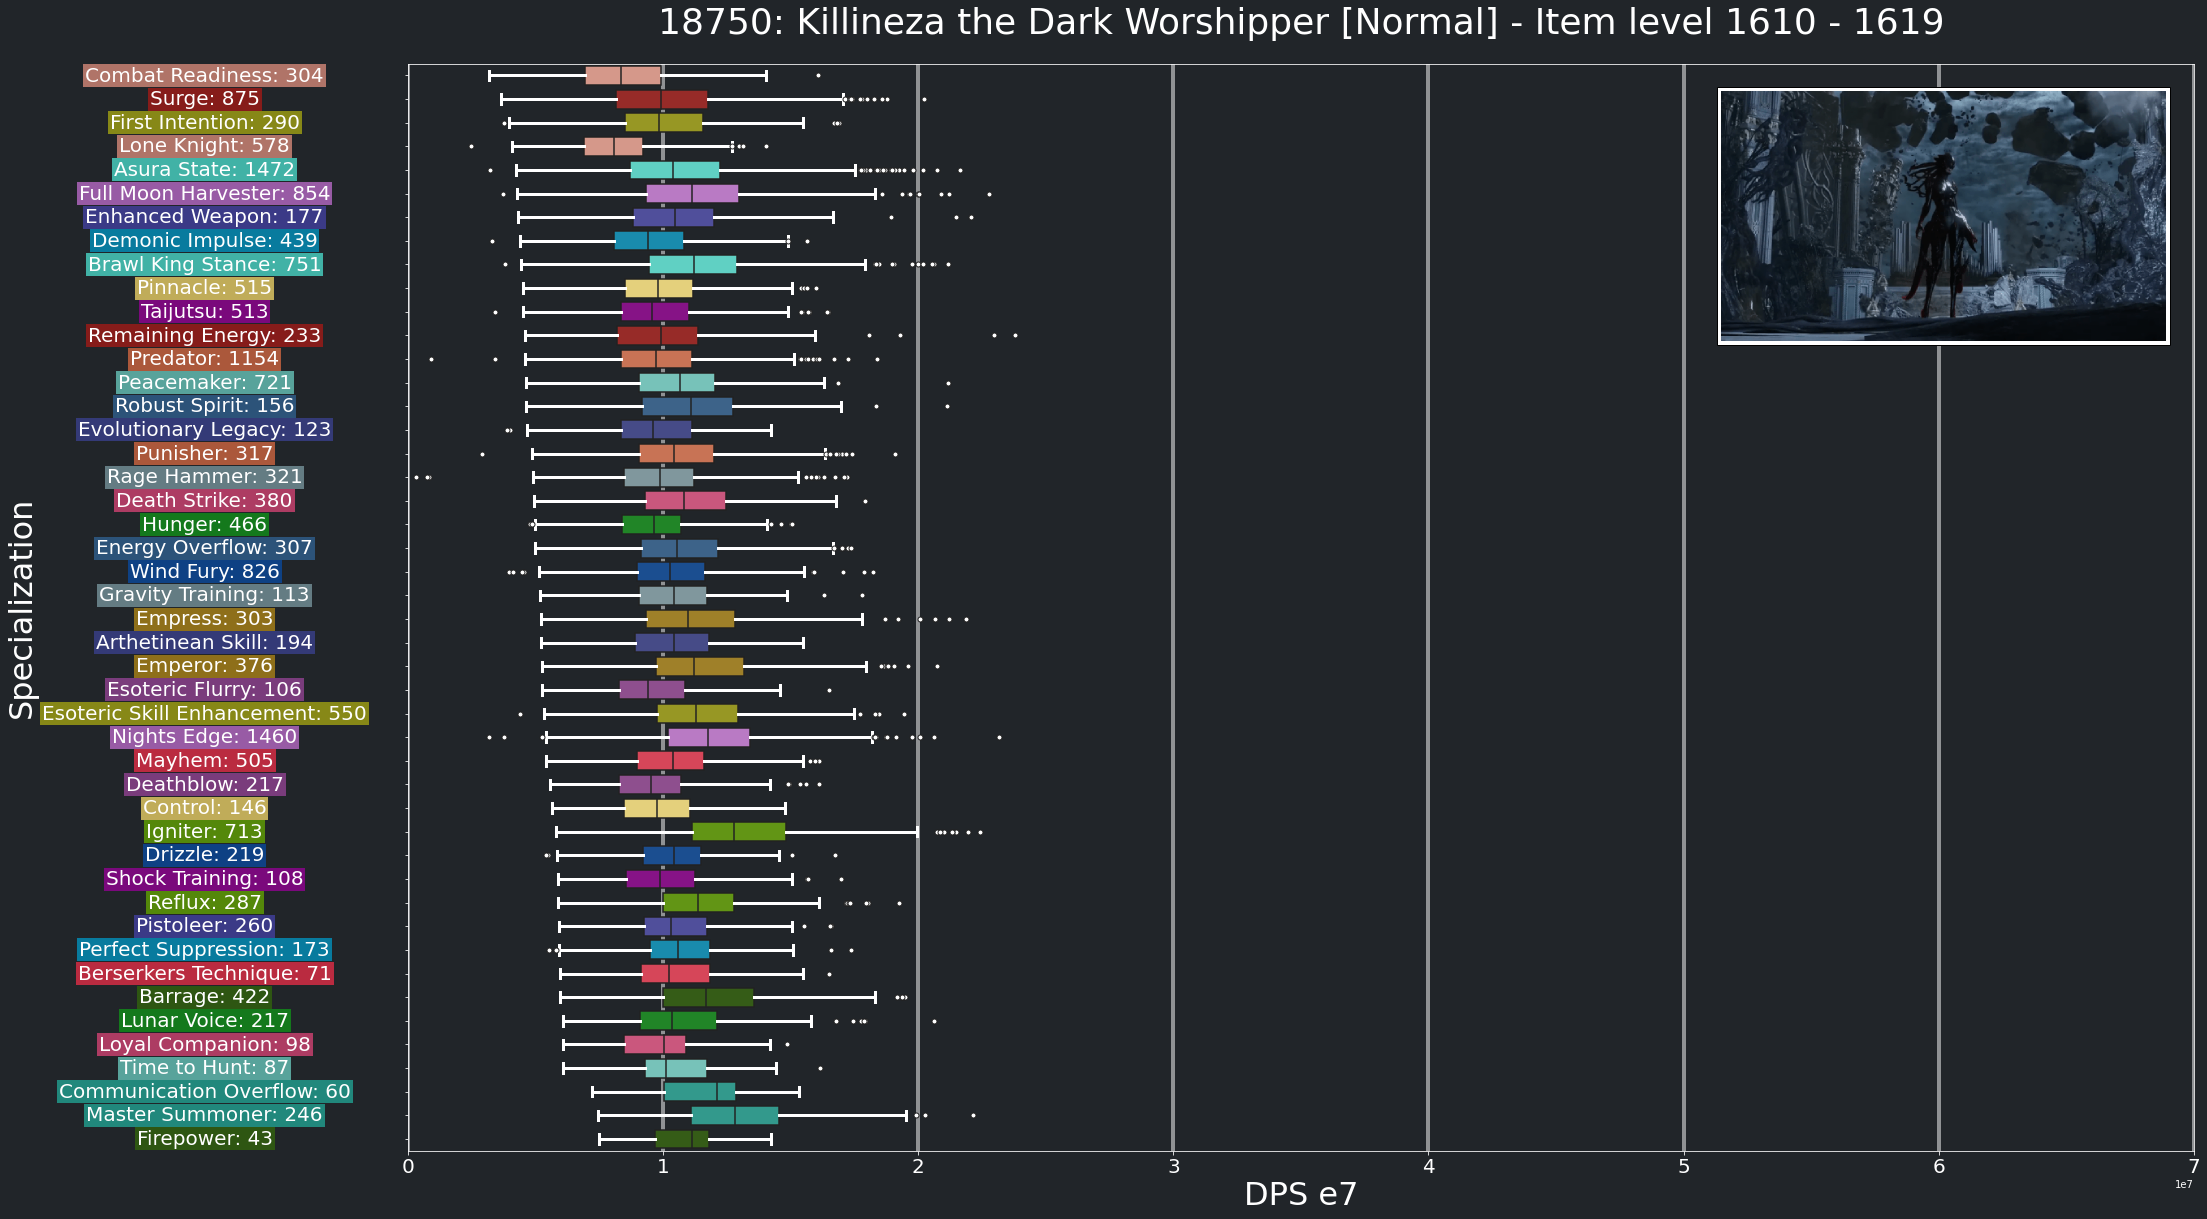 18750: Killineza the Dark Worshipper [Normal] - Item level 1610 - 1619
Specialization
Combat Readiness: 304
Surge: 875
First Intention: 290
Lone Knight: 578
Asura State: 1472
Full Moon Harvester: 854
Enhanced Weapon: 177
Demonic Impulse: 439
Brawl King Stance: 751
Pinnacle: 515
Taijutsu: 513
Remaining Energy: 233
Predator: 1154
Peacemaker: 721
Robust Spirit: 156
Evolutionary Legacy: 123
Punisher: 317
Rage Hammer: 321
Death Strike: 380
Hunger: 466
Energy Overflow: 307
Wind Fury: 826
Gravity Training: 113
Empress: 303
Arthetinean Skill: 194
Emperor: 376
Esoteric Flurry: 106
Esoteric Skill Enhancement: 550
Nights Edge: 1460
Mayhem: 505
Deathblow: 217
Control: 146
Igniter: 713
Drizzle: 219
Shock Training: 108
Reflux: 287
Pistoleer: 260
Perfect Suppression: 173
Berserkers Technique: 71
Barrage: 422
Lunar Voice: 217
Loyal Companion: 98
Time to Hunt: 87
Communication Overflow: 60
Master Summoner: 246
Firepower: 43
0 1 2 3 4 5 6 7
1e7
DPS e7